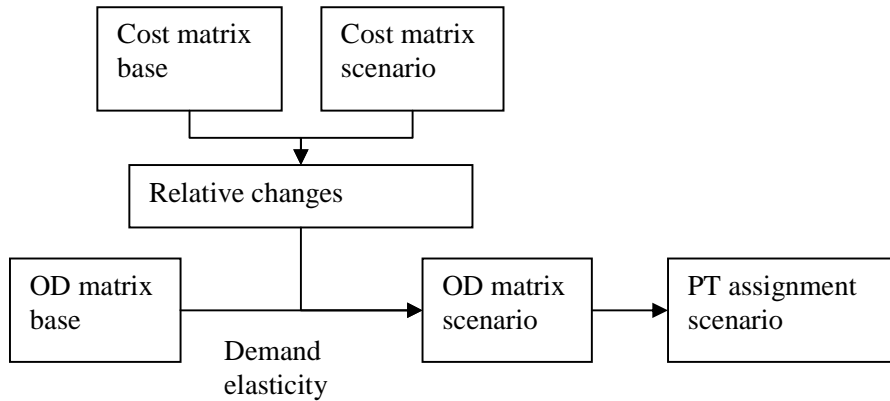 Cost matrix
base
Cost matrix
scenario
Relative changes
OD matrix
base
Demand
elasticity
OD matrix
scenario
PT assignment
scenario